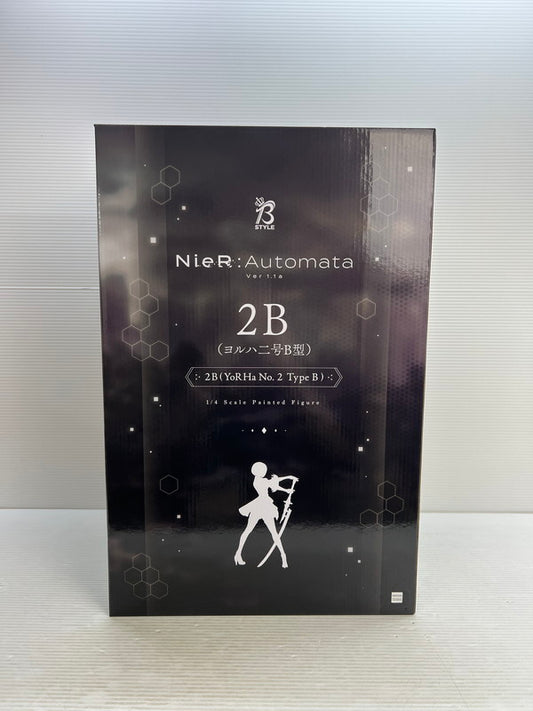 B
STYLE
NieR:Automata
Ver1.1a
2B
(ヨルハ二号B型)
2B(YoRHa No. 2 Type B)
1/4 Scale Painted Figure